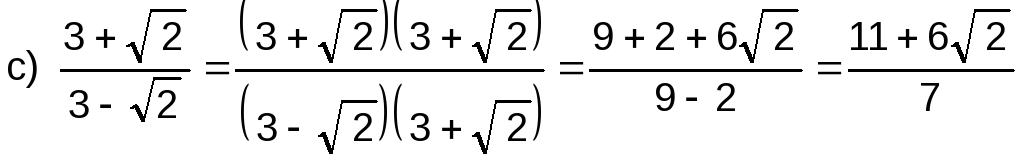 c) (3 + √2)/(3 - √2) = ((3 + √2)(3 + √2))/((3 - √2)(3 + √2)) = (9 + 2 + 6√2)/(9 - 2) = (11 + 6√2)/7